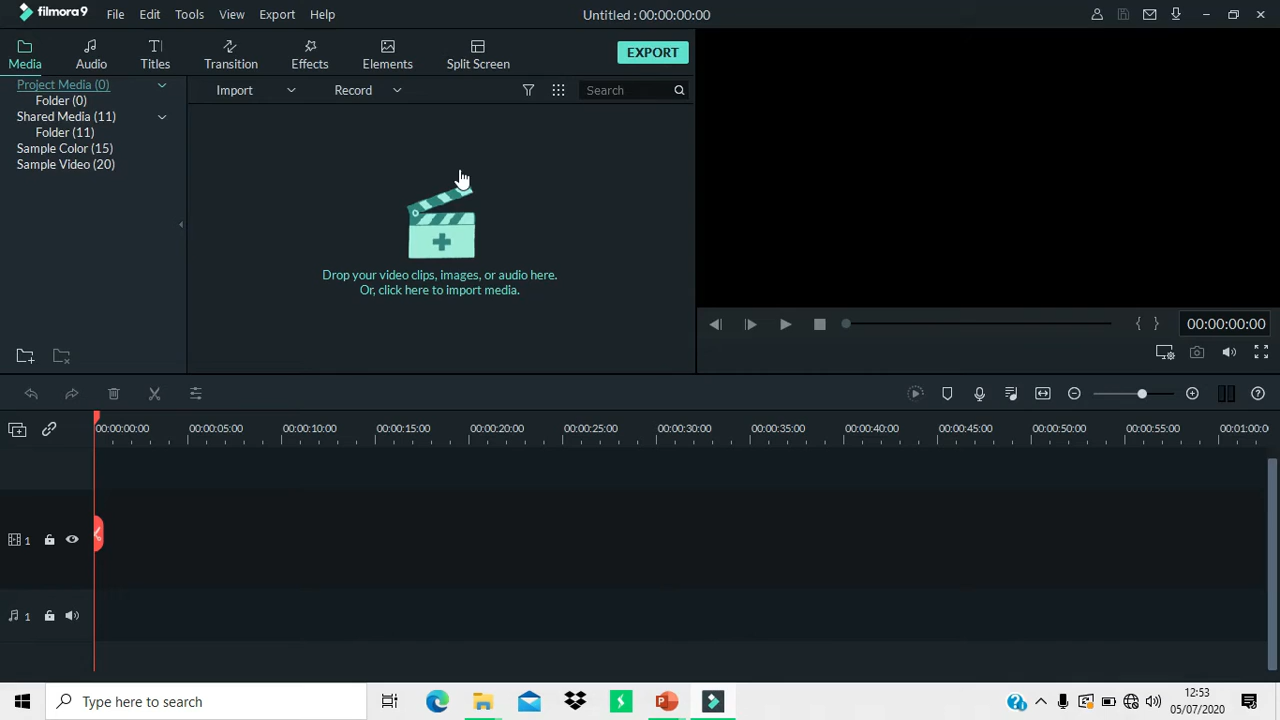 filmora9 File Edit Tools View Export Help Untitled : 00:00:00:00
Media Audio Titles Transition Effects Elements Split Screen EXPORT
Project Media (0)
Folder (0)
Shared Media (11)
Folder (11)
Sample Color (15)
Sample Video (20)
Import Record Search
Drop your video clips, images, or audio here.
Or, click here to import media.
00:00:00:00
00:00:00:00 00:00:05:00 00:00:10:00 00:00:15:00 00:00:20:00 00:00:25:00 00:00:30:00 00:00:35:00 00:00:40:00 00:00:45:00 00:00:50:00 00:00:55:00 00:01:00:0
1
1
Type here to search
12:53
05/07/2020